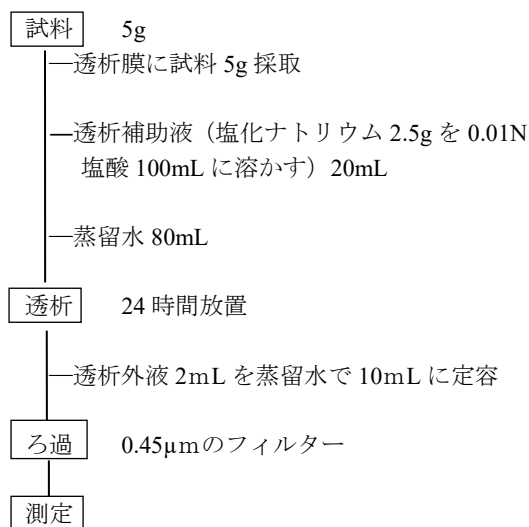 試料 5g
透析膜に試料 5g 採取
透析補助液（塩化ナトリウム 2.5g を 0.01N
塩酸 100mL に溶かす）20mL
蒸留水 80mL
透析 24 時間放置
透析外液 2mL を蒸留水で 10mL に定容
ろ過 0.45µmのフィルター
測定